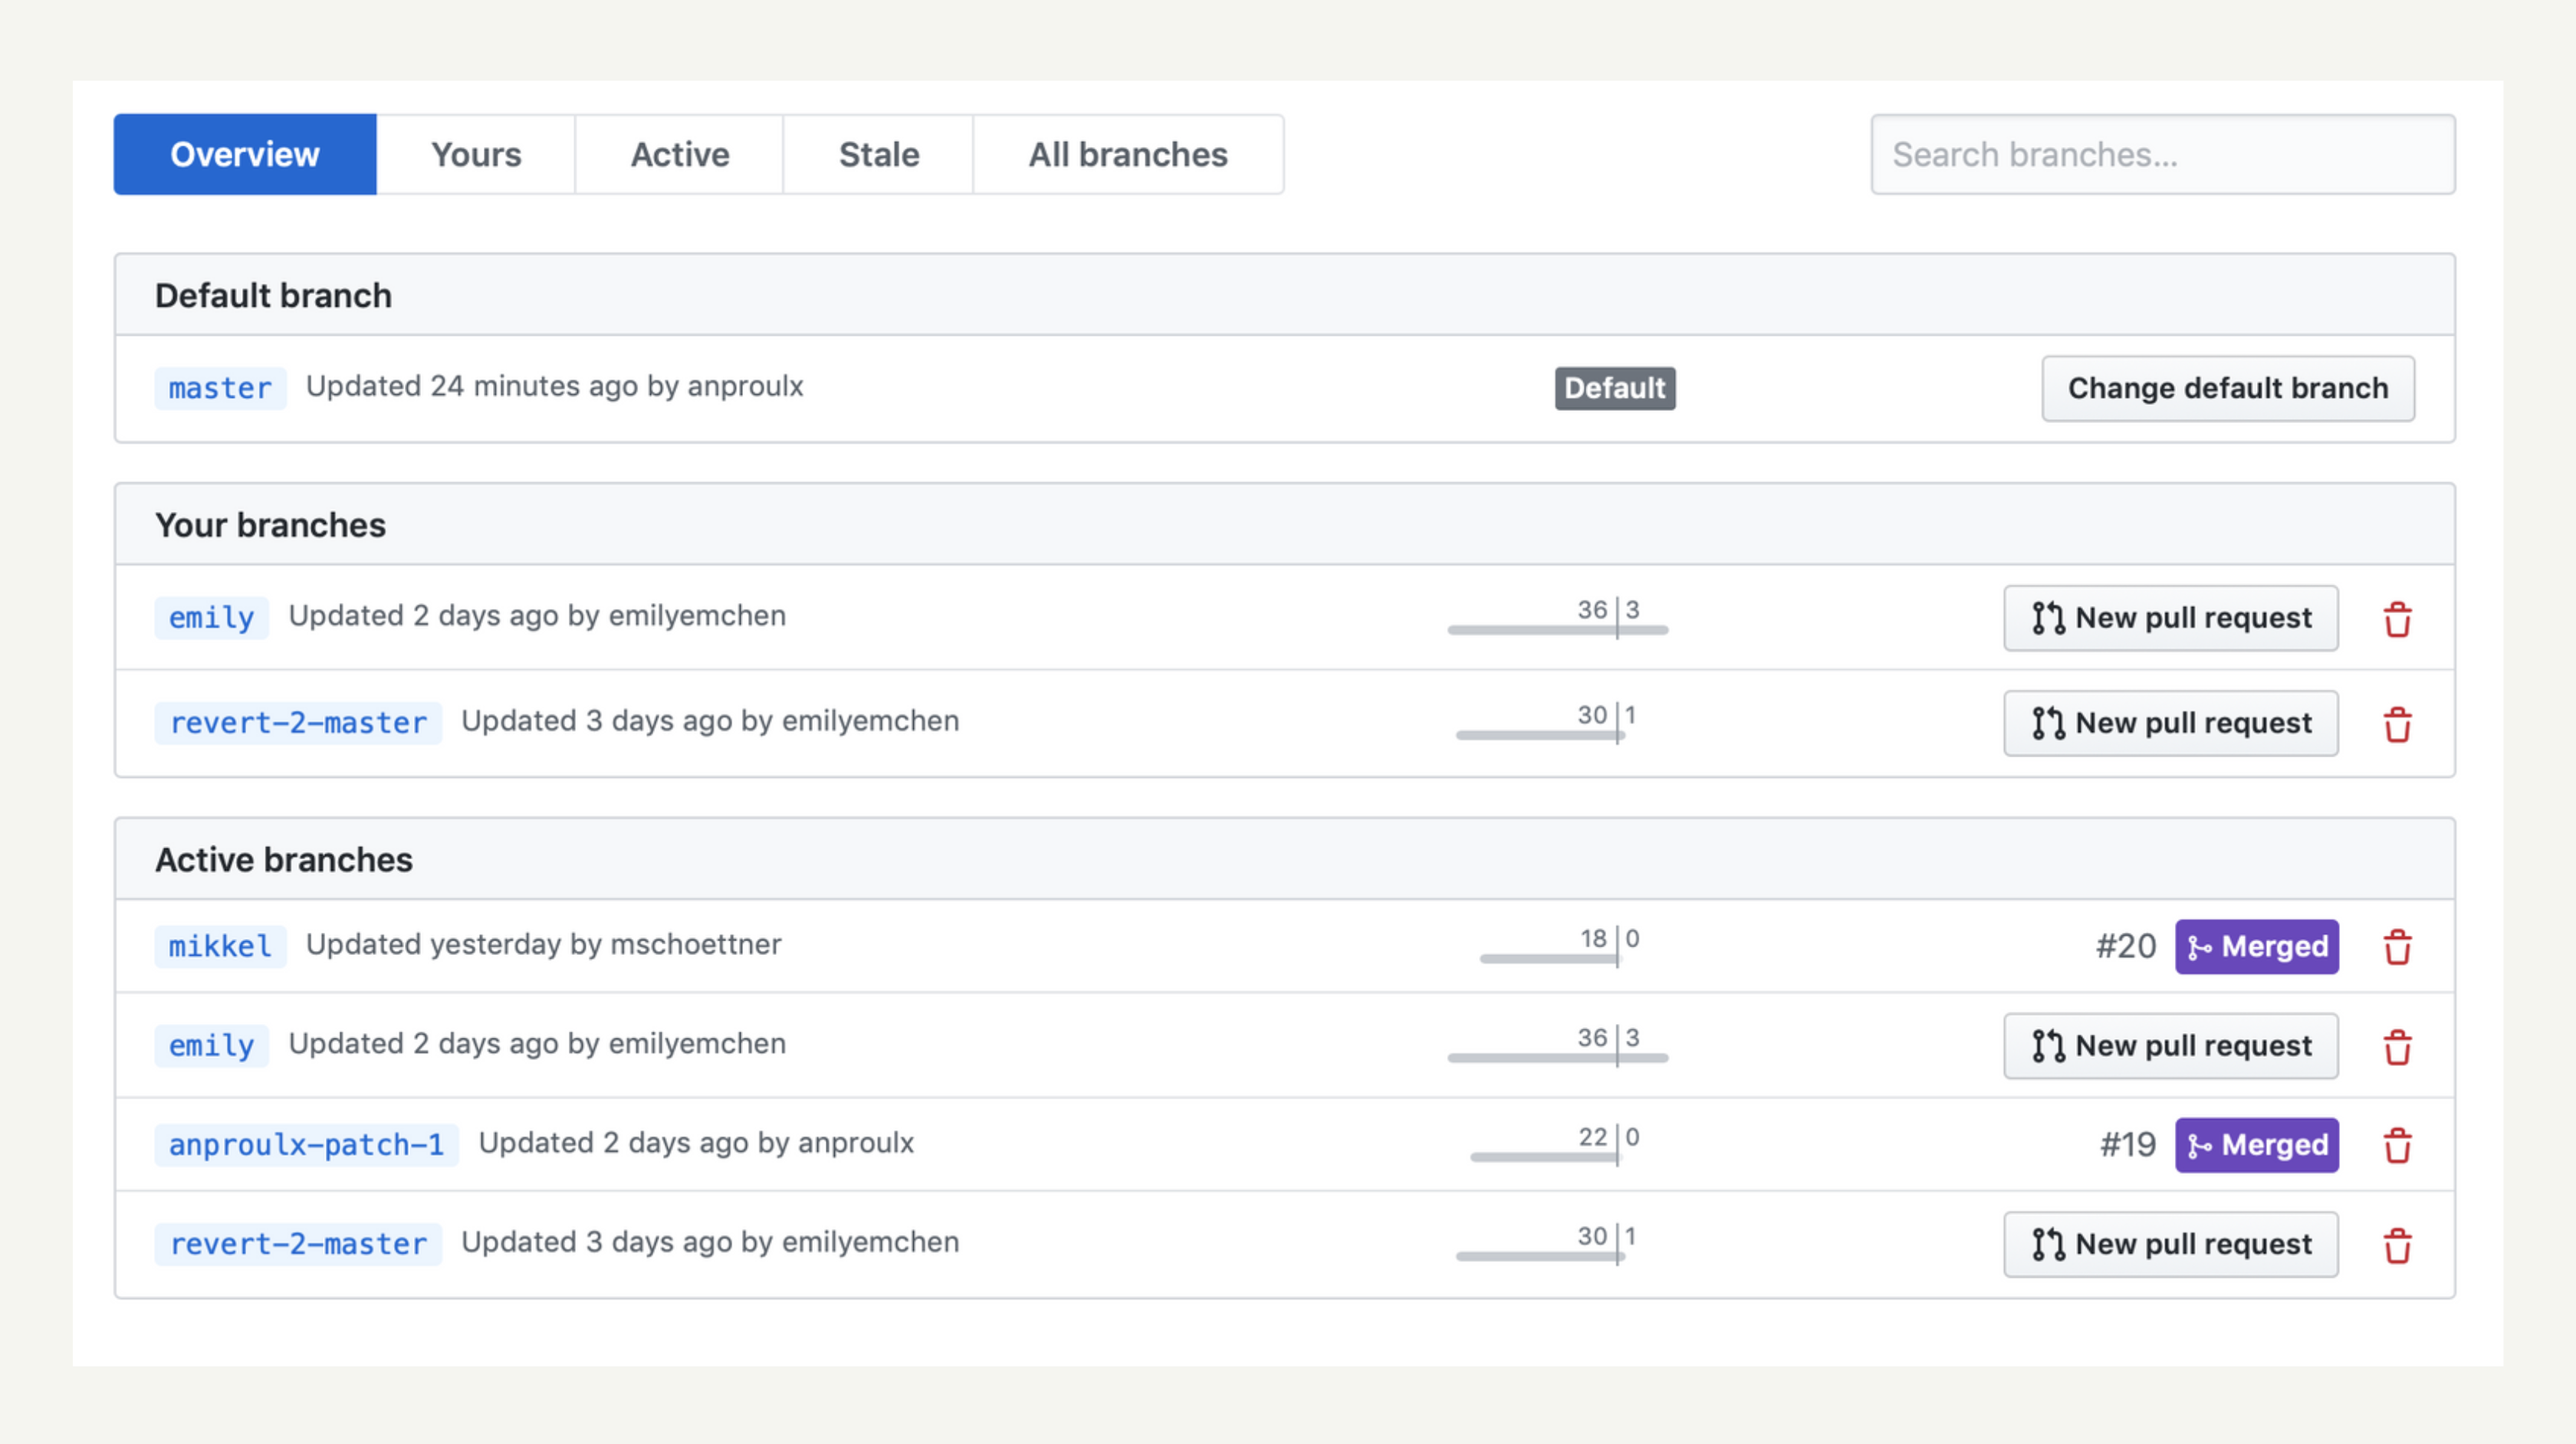 Overview Yours Active Stale All branches Search branches...
Default branch
master Updated 24 minutes ago by anproulx Default Change default branch
Your branches
emily Updated 2 days ago by emilyemchen 36 3 New pull request
revert-2-master Updated 3 days ago by emilyemchen 30 1 New pull request
Active branches
mikkel Updated yesterday by mschoettner 18 0 #20 Merged
emily Updated 2 days ago by emilyemchen 36 3 New pull request
anproulx-patch-1 Updated 2 days ago by anproulx 22 0 #19 Merged
revert-2-master Updated 3 days ago by emilyemchen 30 1 New pull request